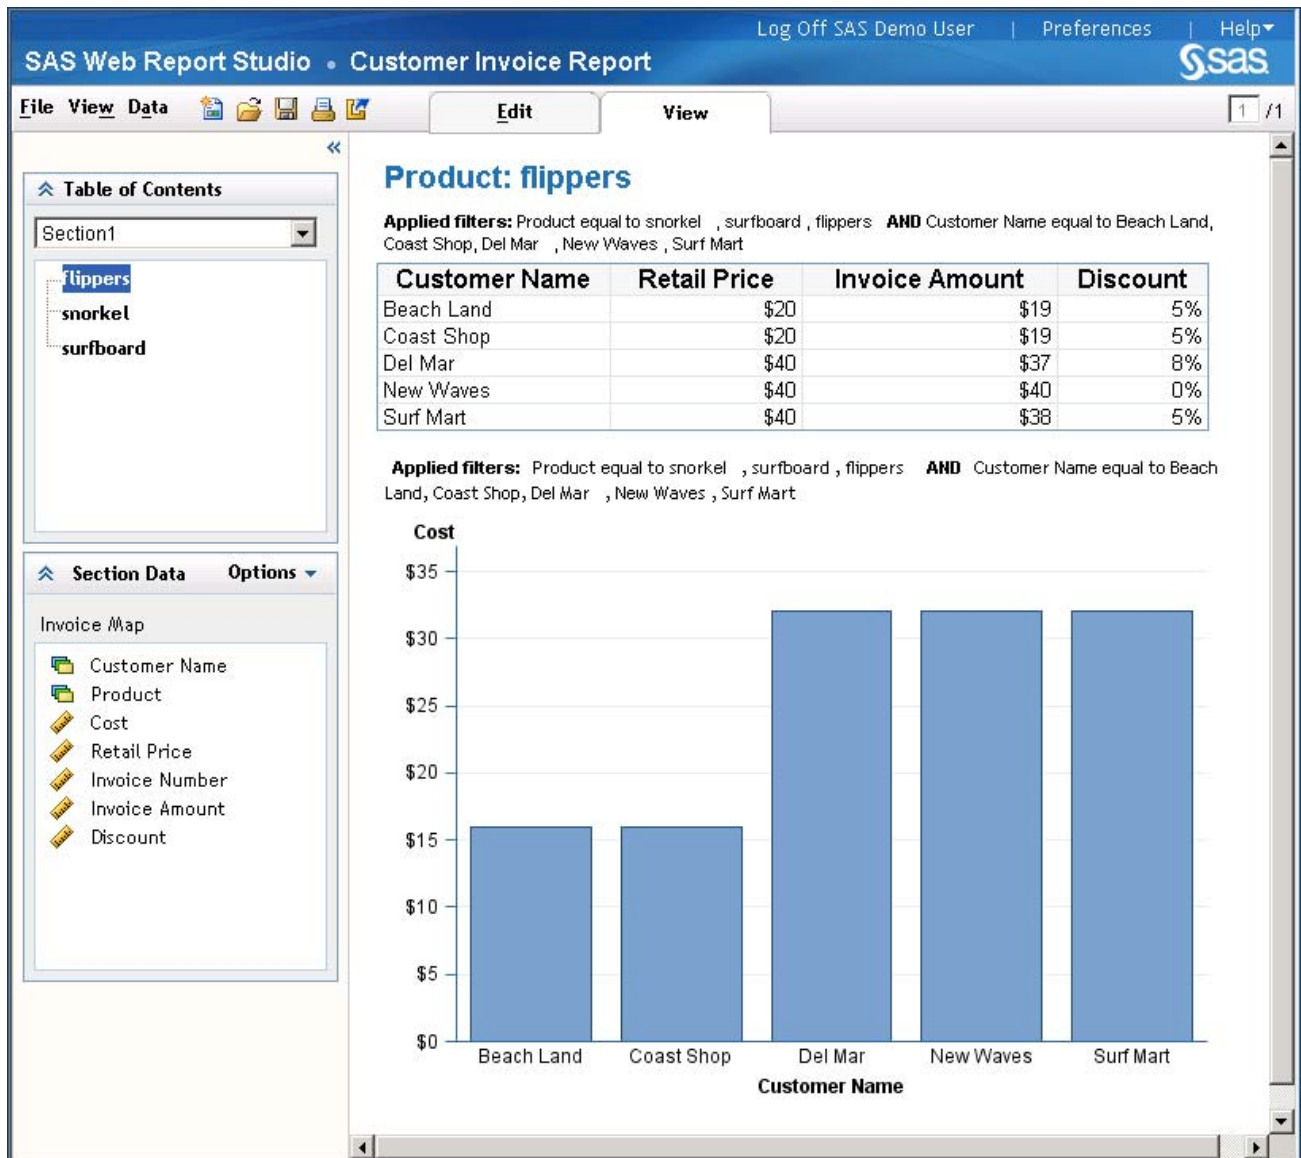 Log Off SAS Demo User | Preferences | Help
SAS Web Report Studio • Customer Invoice Report
sas
File View Data
Edit
View
1 /1
«
Table of Contents
Section1
flippers
snorkel
surfboard
Section Data Options
Invoice Map
Customer Name
Product
Cost
Retail Price
Invoice Number
Invoice Amount
Discount
Product: flippers
Applied filters: Product equal to snorkel , surfboard , flippers AND Customer Name equal to Beach Land,
Coast Shop, Del Mar , New Waves , Surf Mart
Customer Name Retail Price Invoice Amount Discount
Beach Land $20 $19 5%
Coast Shop $20 $19 5%
Del Mar $40 $37 8%
New Waves $40 $40 0%
Surf Mart $40 $38 5%
Applied filters: Product equal to snorkel , surfboard , flippers AND Customer Name equal to Beach
Land, Coast Shop, Del Mar , New Waves , Surf Mart
Cost
$35
$30
$25
$20
$15
$10
$5
$0
Beach Land Coast Shop Del Mar New Waves Surf Mart
Customer Name